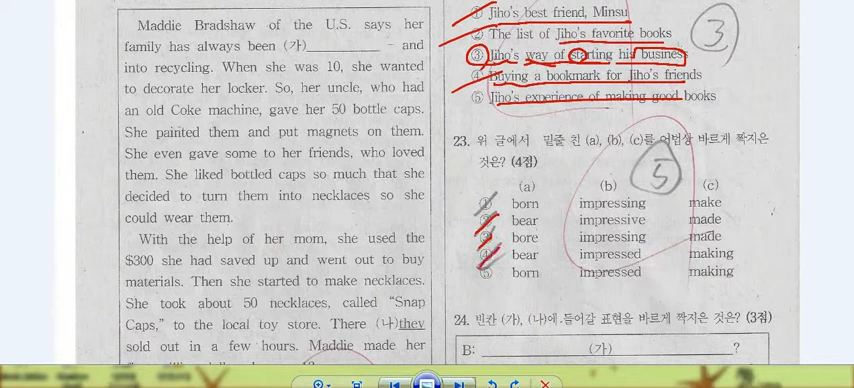 Maddie Bradshaw of the U.S. says her
family has always been (가)________ - and
into recycling. When she was 10, she wanted
to decorate her locker. So, her uncle, who had
an old Coke machine, gave her 50 bottle caps.
She painted them and put magnets on them.
She even gave some to her friends, who loved
them. She liked bottled caps so much that she
decided to turn them into necklaces so she
could wear them.
With the help of her mom, she used the
$300 she had saved up and went out to buy
materials. Then she started to make necklaces.
She took about 50 necklaces, called “Snap
Caps,” to the local toy store. There (나)they
sold out in a few hours. Maddie made her
① Jiho's best friend, Minsu
② The list of Jiho's favorite books
③ Jiho's way of starting his business
④ Buying a bookmark for Jiho's friends
⑤ Jiho's experience of making good books
3
23. 위 글에서 밑줄 친 (a), (b), (c)를 어법상 바르게 짝지은
것은? (4점)
5
(a) (b) (c)
① born impressing make
② bear impressive made
③ bore impressing made
④ bear impressed making
⑤ born impressed making
24. 빈칸 (가), (나)에 들어갈 표현을 바르게 짝지은 것은? (3점)
B: ________(가)________?